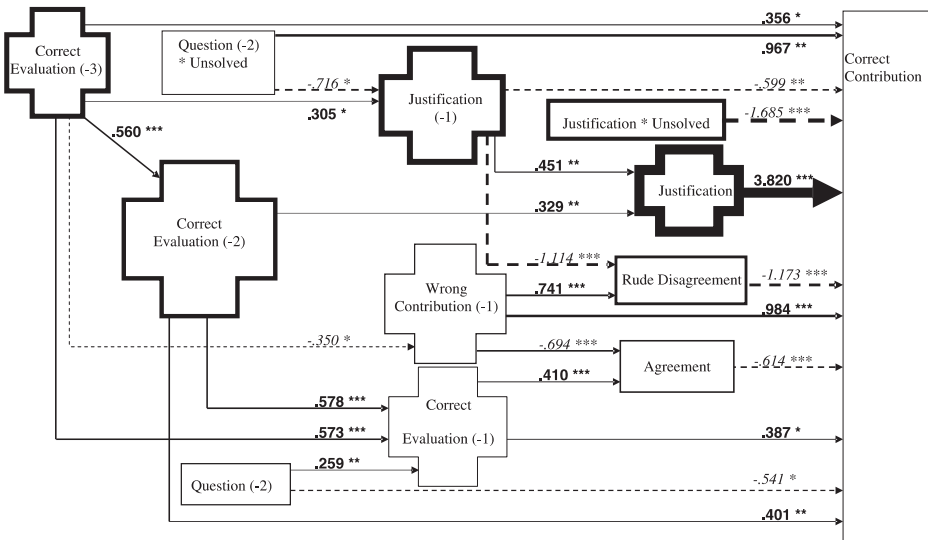 .356 *
Correct
Evaluation (-3)
Question (-2)
* Unsolved
.967 **
Correct
Contribution
-.716 *
.305 *
Justification
(-1)
-.599 **
Justification * Unsolved
-1.685 ***
.560 ***
.451 **
Justification
3.820 ***
Correct
Evaluation (-2)
.329 **
-1.114 ***
Wrong
Contribution (-1)
.741 ***
Rude Disagreement
-1.173 ***
.984 ***
-.350 *
-.694 ***
.410 ***
Agreement
-.614 ***
.578 ***
.573 ***
Correct
Evaluation (-1)
.387 *
.259 **
Question (-2)
-.541 *
.401 **